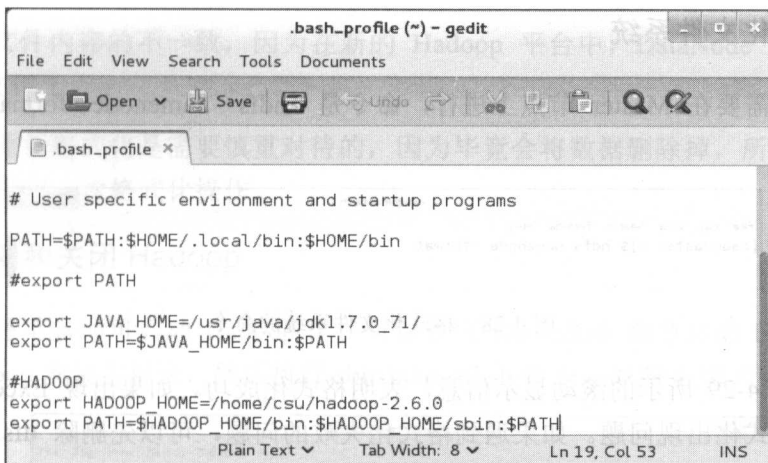 .bash_profile (~) - gedit
File Edit View Search Tools Documents
Open Save Undo
.bash_profile ×
# User specific environment and startup programs
PATH=$PATH:$HOME/.local/bin:$HOME/bin
#export PATH
export JAVA_HOME=/usr/java/jdk1.7.0_71/
export PATH=$JAVA_HOME/bin:$PATH
#HADOOP
export HADOOP_HOME=/home/csu/hadoop-2.6.0
export PATH=$HADOOP_HOME/bin:$HADOOP_HOME/sbin:$PATH
Plain Text Tab Width: 8 Ln 19, Col 53 INS